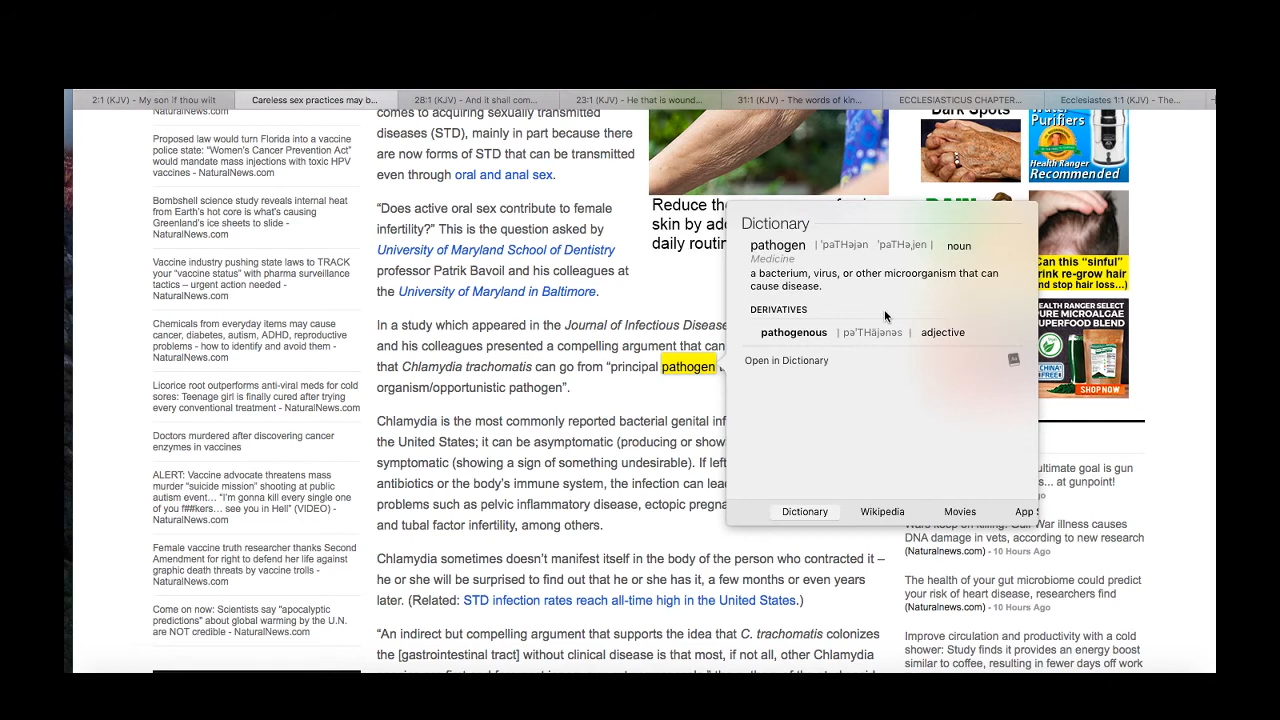 2:1 (KJV) - My son if thou wilt
Careless sex practices may b...
28:1 (KJV) - And it shall com...
23:1 (KJV) - He that is wound...
31:1 (KJV) - The words of kin...
ECCLESIASTICUS CHAPTER...
Ecclesiastes 1:1 (KJV) - The...
NaturalNews.com
Proposed law would turn Florida into a vaccine
police state: “Women's Cancer Prevention Act”
would mandate mass injections with toxic HPV
vaccines - NaturalNews.com
Bombshell science study reveals internal heat
from Earth's hot core is what's causing
Greenland's ice sheets to slide -
NaturalNews.com
Vaccine industry pushing state laws to TRACK
your “vaccine status” with pharma surveillance
tactics – urgent action needed -
NaturalNews.com
Chemicals from everyday items may cause
cancer, diabetes, autism, ADHD, reproductive
problems - how to identify and avoid them -
NaturalNews.com
Licorice root outperforms anti-viral meds for cold
sores: Teenage girl is finally cured after trying
every conventional treatment - NaturalNews.com
Doctors murdered after discovering cancer
enzymes in vaccines
ALERT: Vaccine advocate threatens mass
murder “suicide mission” shooting at public
autism event… “I'm gonna kill every single one
of you f##kers… see you in Hell” (VIDEO) -
NaturalNews.com
Female vaccine truth researcher thanks Second
Amendment for right to defend her life against
graphic death threats by vaccine trolls -
NaturalNews.com
Come on now: Scientists say “apocalyptic
predictions” about global warming by the U.N.
are NOT credible - NaturalNews.com
comes to acquiring sexually transmitted
diseases (STD), mainly in part because there
are now forms of STD that can be transmitted
even through oral and anal sex.
“Does active oral sex contribute to female
infertility?” This is the question asked by
University of Maryland School of Dentistry
professor Patrik Bavoil and his colleagues at
the University of Maryland in Baltimore.
In a study which appeared in the Journal of Infectious Disease
and his colleagues presented a compelling argument that can
that Chlamydia trachomatis can go from “principal pathogen
organism/opportunistic pathogen”.
Chlamydia is the most commonly reported bacterial genital inf
the United States; it can be asymptomatic (producing or show
symptomatic (showing a sign of something undesirable). If left
antibiotics or the body's immune system, the infection can lea
problems such as pelvic inflammatory disease, ectopic pregna
and tubal factor infertility, among others.
Chlamydia sometimes doesn't manifest itself in the body of the person who contracted it –
he or she will be surprised to find out that he or she has it, a few months or even years
later. (Related: STD infection rates reach all-time high in the United States.)
“An indirect but compelling argument that supports the idea that C. trachomatis colonizes
the [gastrointestinal tract] without clinical disease is that most, if not all, other Chlamydia
Reduce the
skin by ad
daily routin
Dictionary
pathogen | ˈpaTHəjən ˈpaTHəˌjen | noun
Medicine
a bacterium, virus, or other microorganism that can
cause disease.
DERIVATIVES
pathogenous | pəˈTHäjənəs | adjective
Open in Dictionary
Dictionary
Wikipedia
Movies
App
Dark Spots
Water
Purifiers
Health Ranger
Recommended
Can this “sinful”
drink re-grow hair
(and stop hair loss...)
HEALTH RANGER SELECT
PURE MICROALGAE
SUPERFOOD BLEND
CHINA
FREE!
SHOP NOW
ultimate goal is gun
... at gunpoint!
go
Wars keep on killing: Gulf War illness causes
DNA damage in vets, according to new research
(Naturalnews.com) - 10 Hours Ago
The health of your gut microbiome could predict
your risk of heart disease, researchers find
(Naturalnews.com) - 10 Hours Ago
Improve circulation and productivity with a cold
shower: Study finds it provides an energy boost
similar to coffee, resulting in fewer days off work